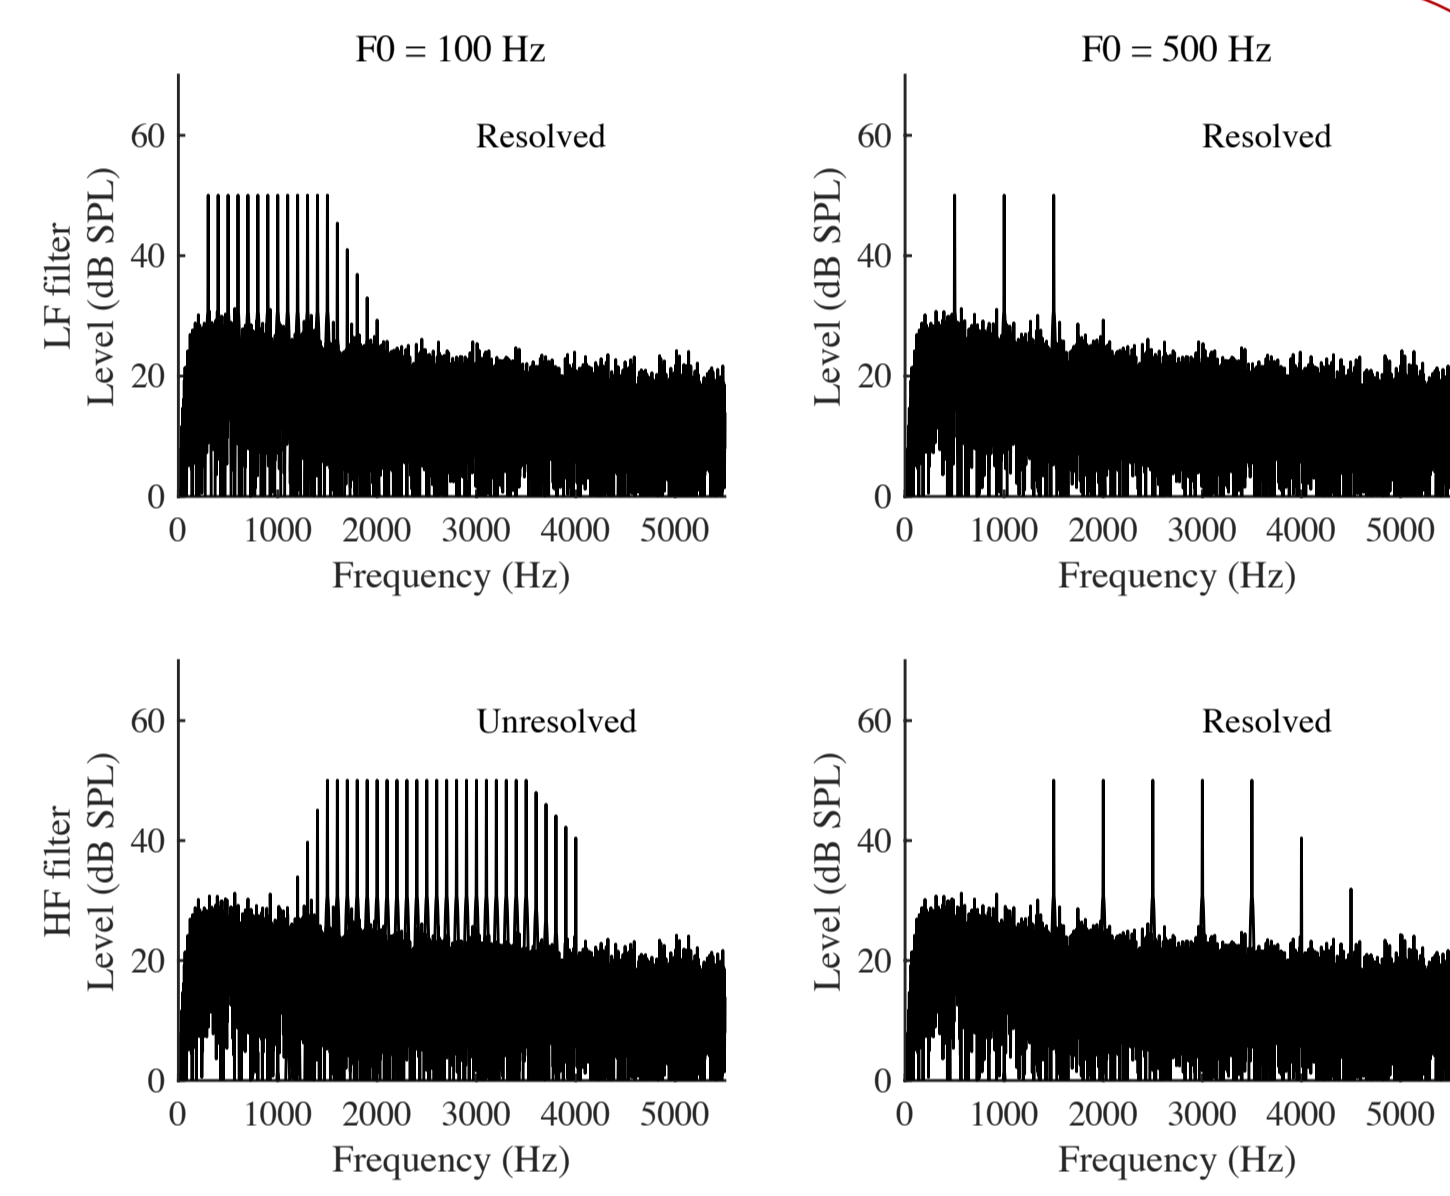 F0 = 100 Hz
F0 = 500 Hz
LF filter
Level (dB SPL)
60
40
20
0
Resolved
0 1000 2000 3000 4000 5000
Frequency (Hz)
Level (dB SPL)
60
40
20
0
Resolved
0 1000 2000 3000 4000 5000
Frequency (Hz)
HF filter
Level (dB SPL)
60
40
20
0
Unresolved
0 1000 2000 3000 4000 5000
Frequency (Hz)
Level (dB SPL)
60
40
20
0
Resolved
0 1000 2000 3000 4000 5000
Frequency (Hz)